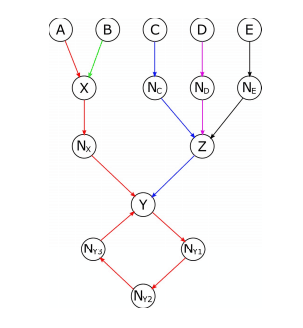 A B C D E
X N_C N_D N_E
N_X Z
Y
N_Y3 N_Y1
N_Y2